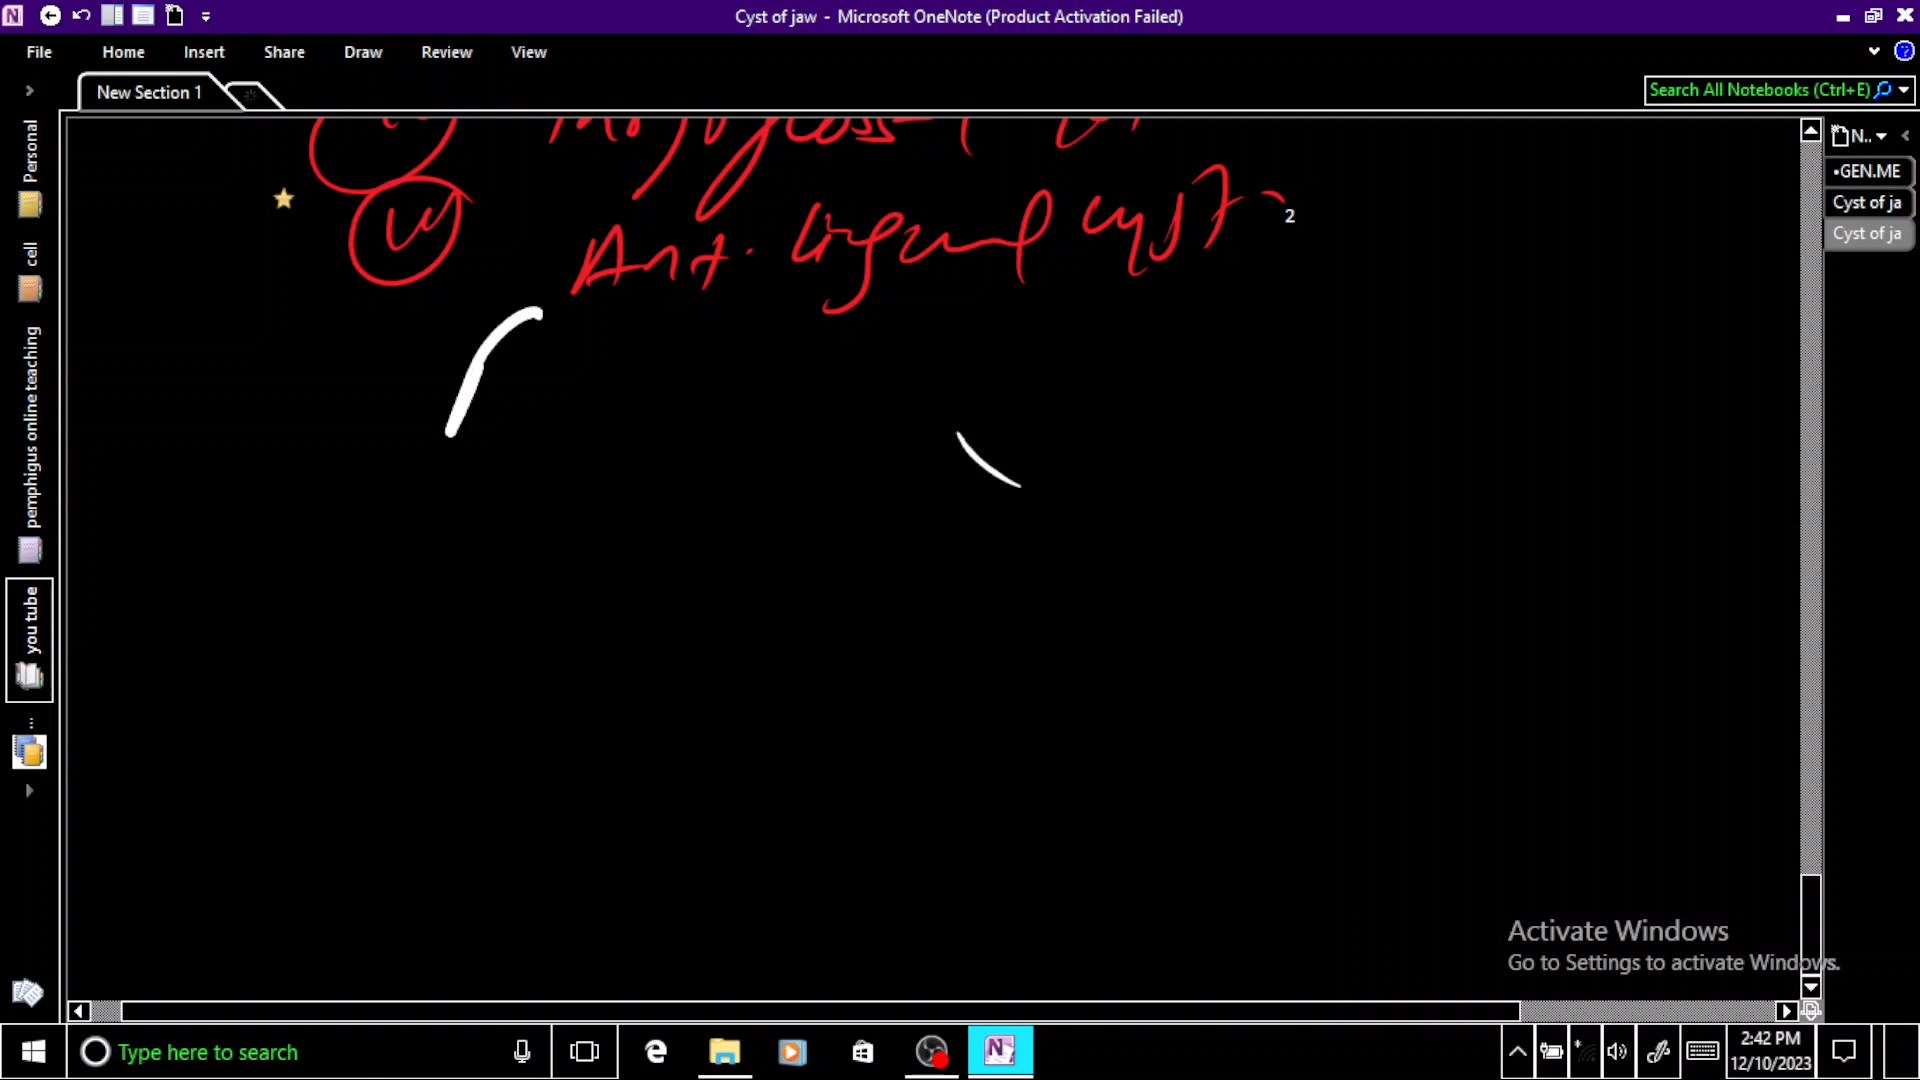 Cyst of jaw - Microsoft OneNote (Product Activation Failed)
File Home Insert Share Draw Review View
New Section 1
Search All Notebooks (Ctrl+E)
N..
•GEN.ME
Cyst of ja
Cyst of ja
Personal
cell
pemphigus online teaching
you tube
...
Ant. lingual cyst -
2
Activate Windows
Go to Settings to activate Windows.
Type here to search
2:42 PM
12/10/2023